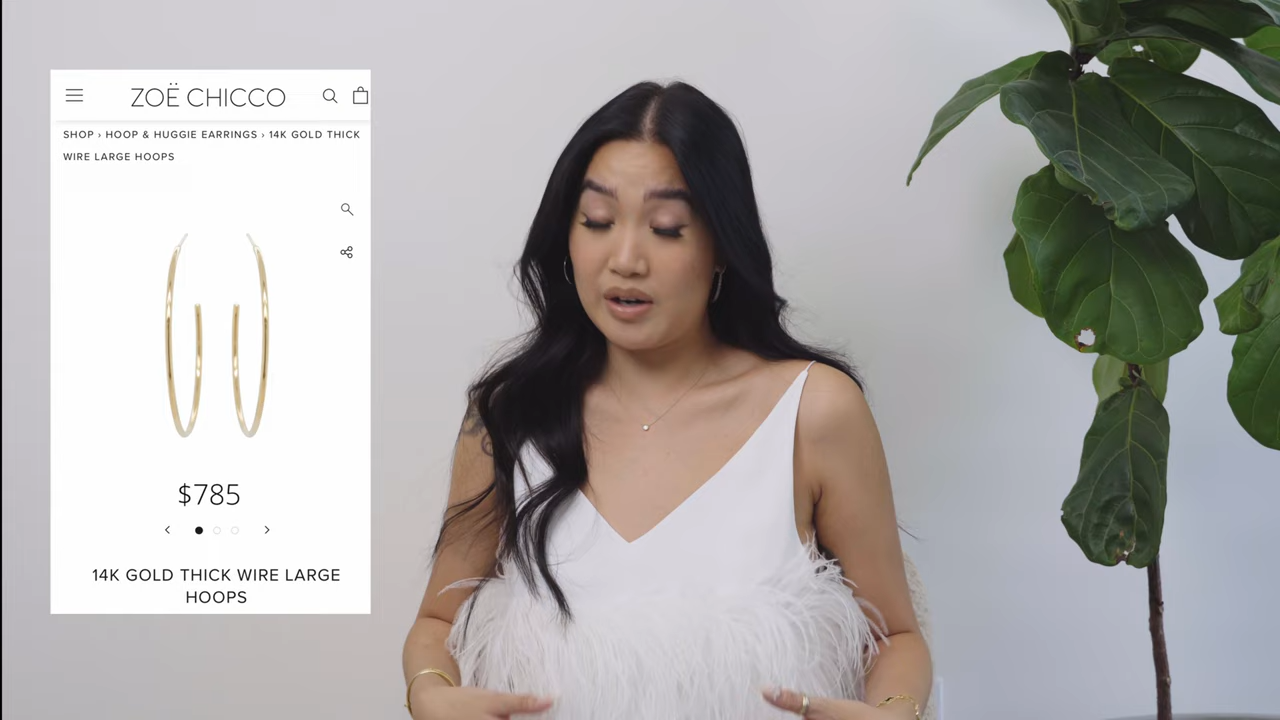 ZOË CHICCO
SHOP › HOOP & HUGGIE EARRINGS › 14K GOLD THICK
WIRE LARGE HOOPS
$785
14K GOLD THICK WIRE LARGE
HOOPS